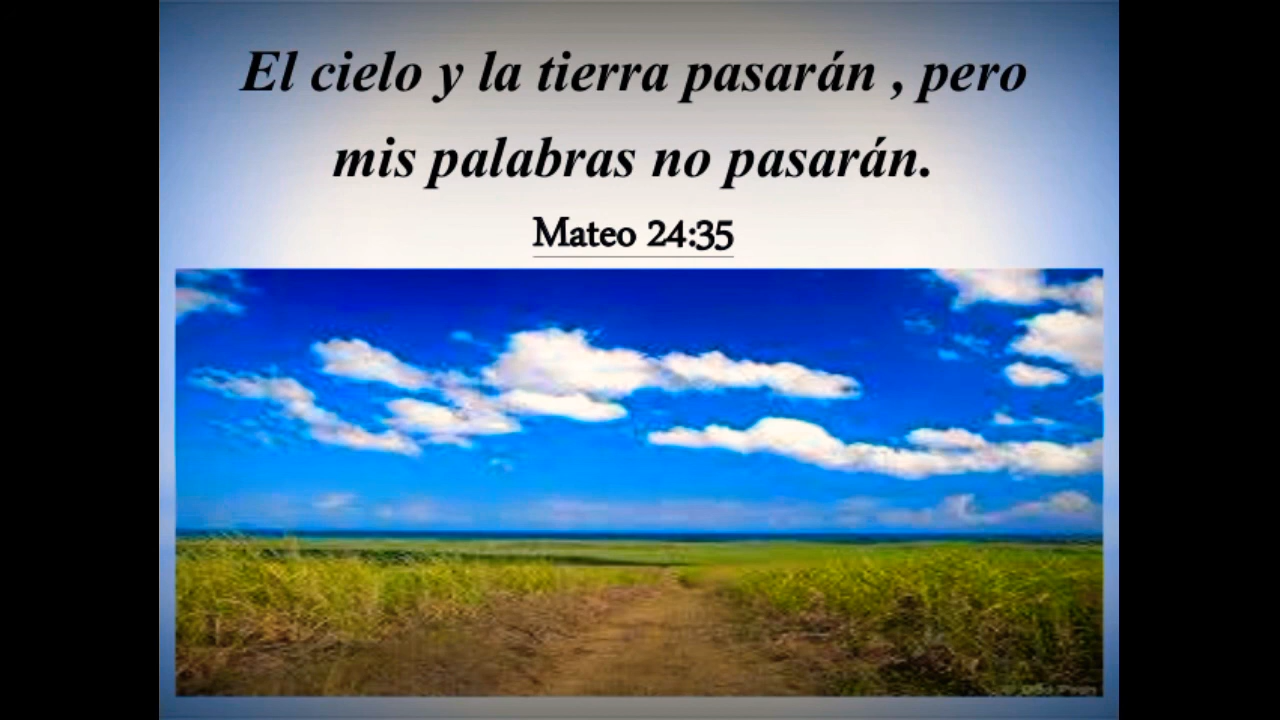 El cielo y la tierra pasarán , pero
mis palabras no pasarán.
Mateo 24:35